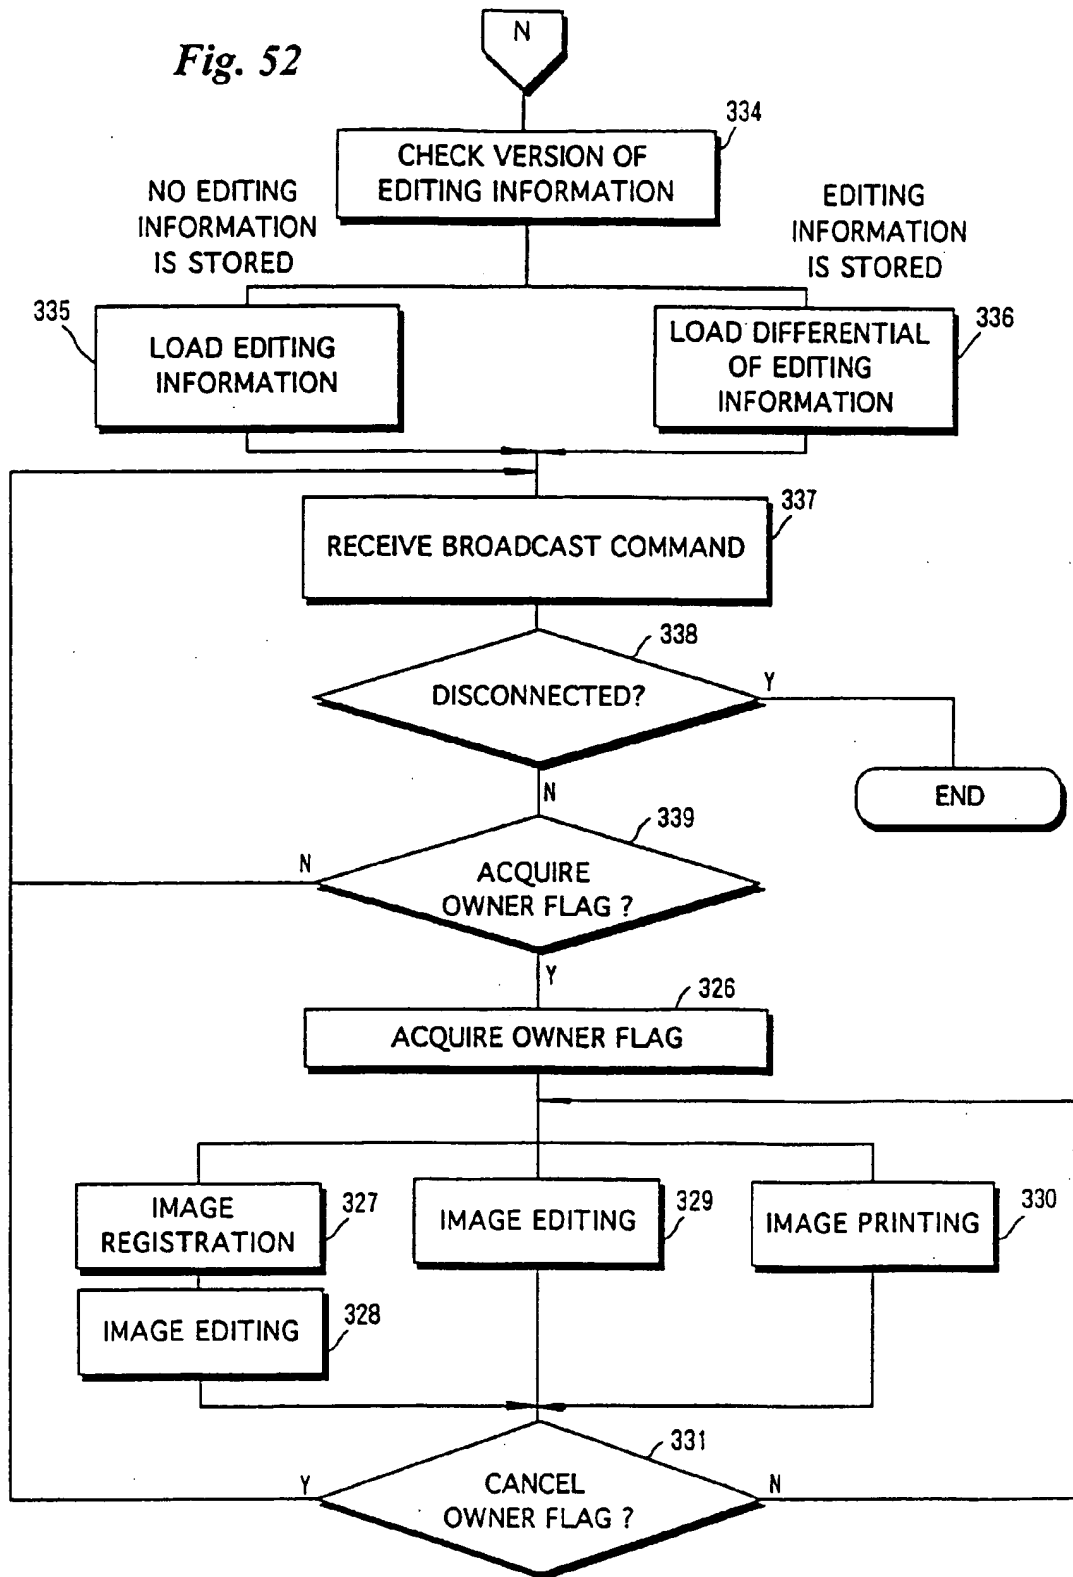 Fig. 52
N
334
CHECK VERSION OF
EDITING INFORMATION
NO EDITING
INFORMATION
IS STORED
EDITING
INFORMATION
IS STORED
335
LOAD EDITING
INFORMATION
336
LOAD DIFFERENTIAL
OF EDITING
INFORMATION
337
RECEIVE BROADCAST COMMAND
338
DISCONNECTED?
Y
N
END
339
N
ACQUIRE
OWNER FLAG ?
Y
326
ACQUIRE OWNER FLAG
IMAGE
REGISTRATION
327
IMAGE EDITING
329
IMAGE PRINTING
330
IMAGE EDITING
328
331
Y
CANCEL
OWNER FLAG ?
N